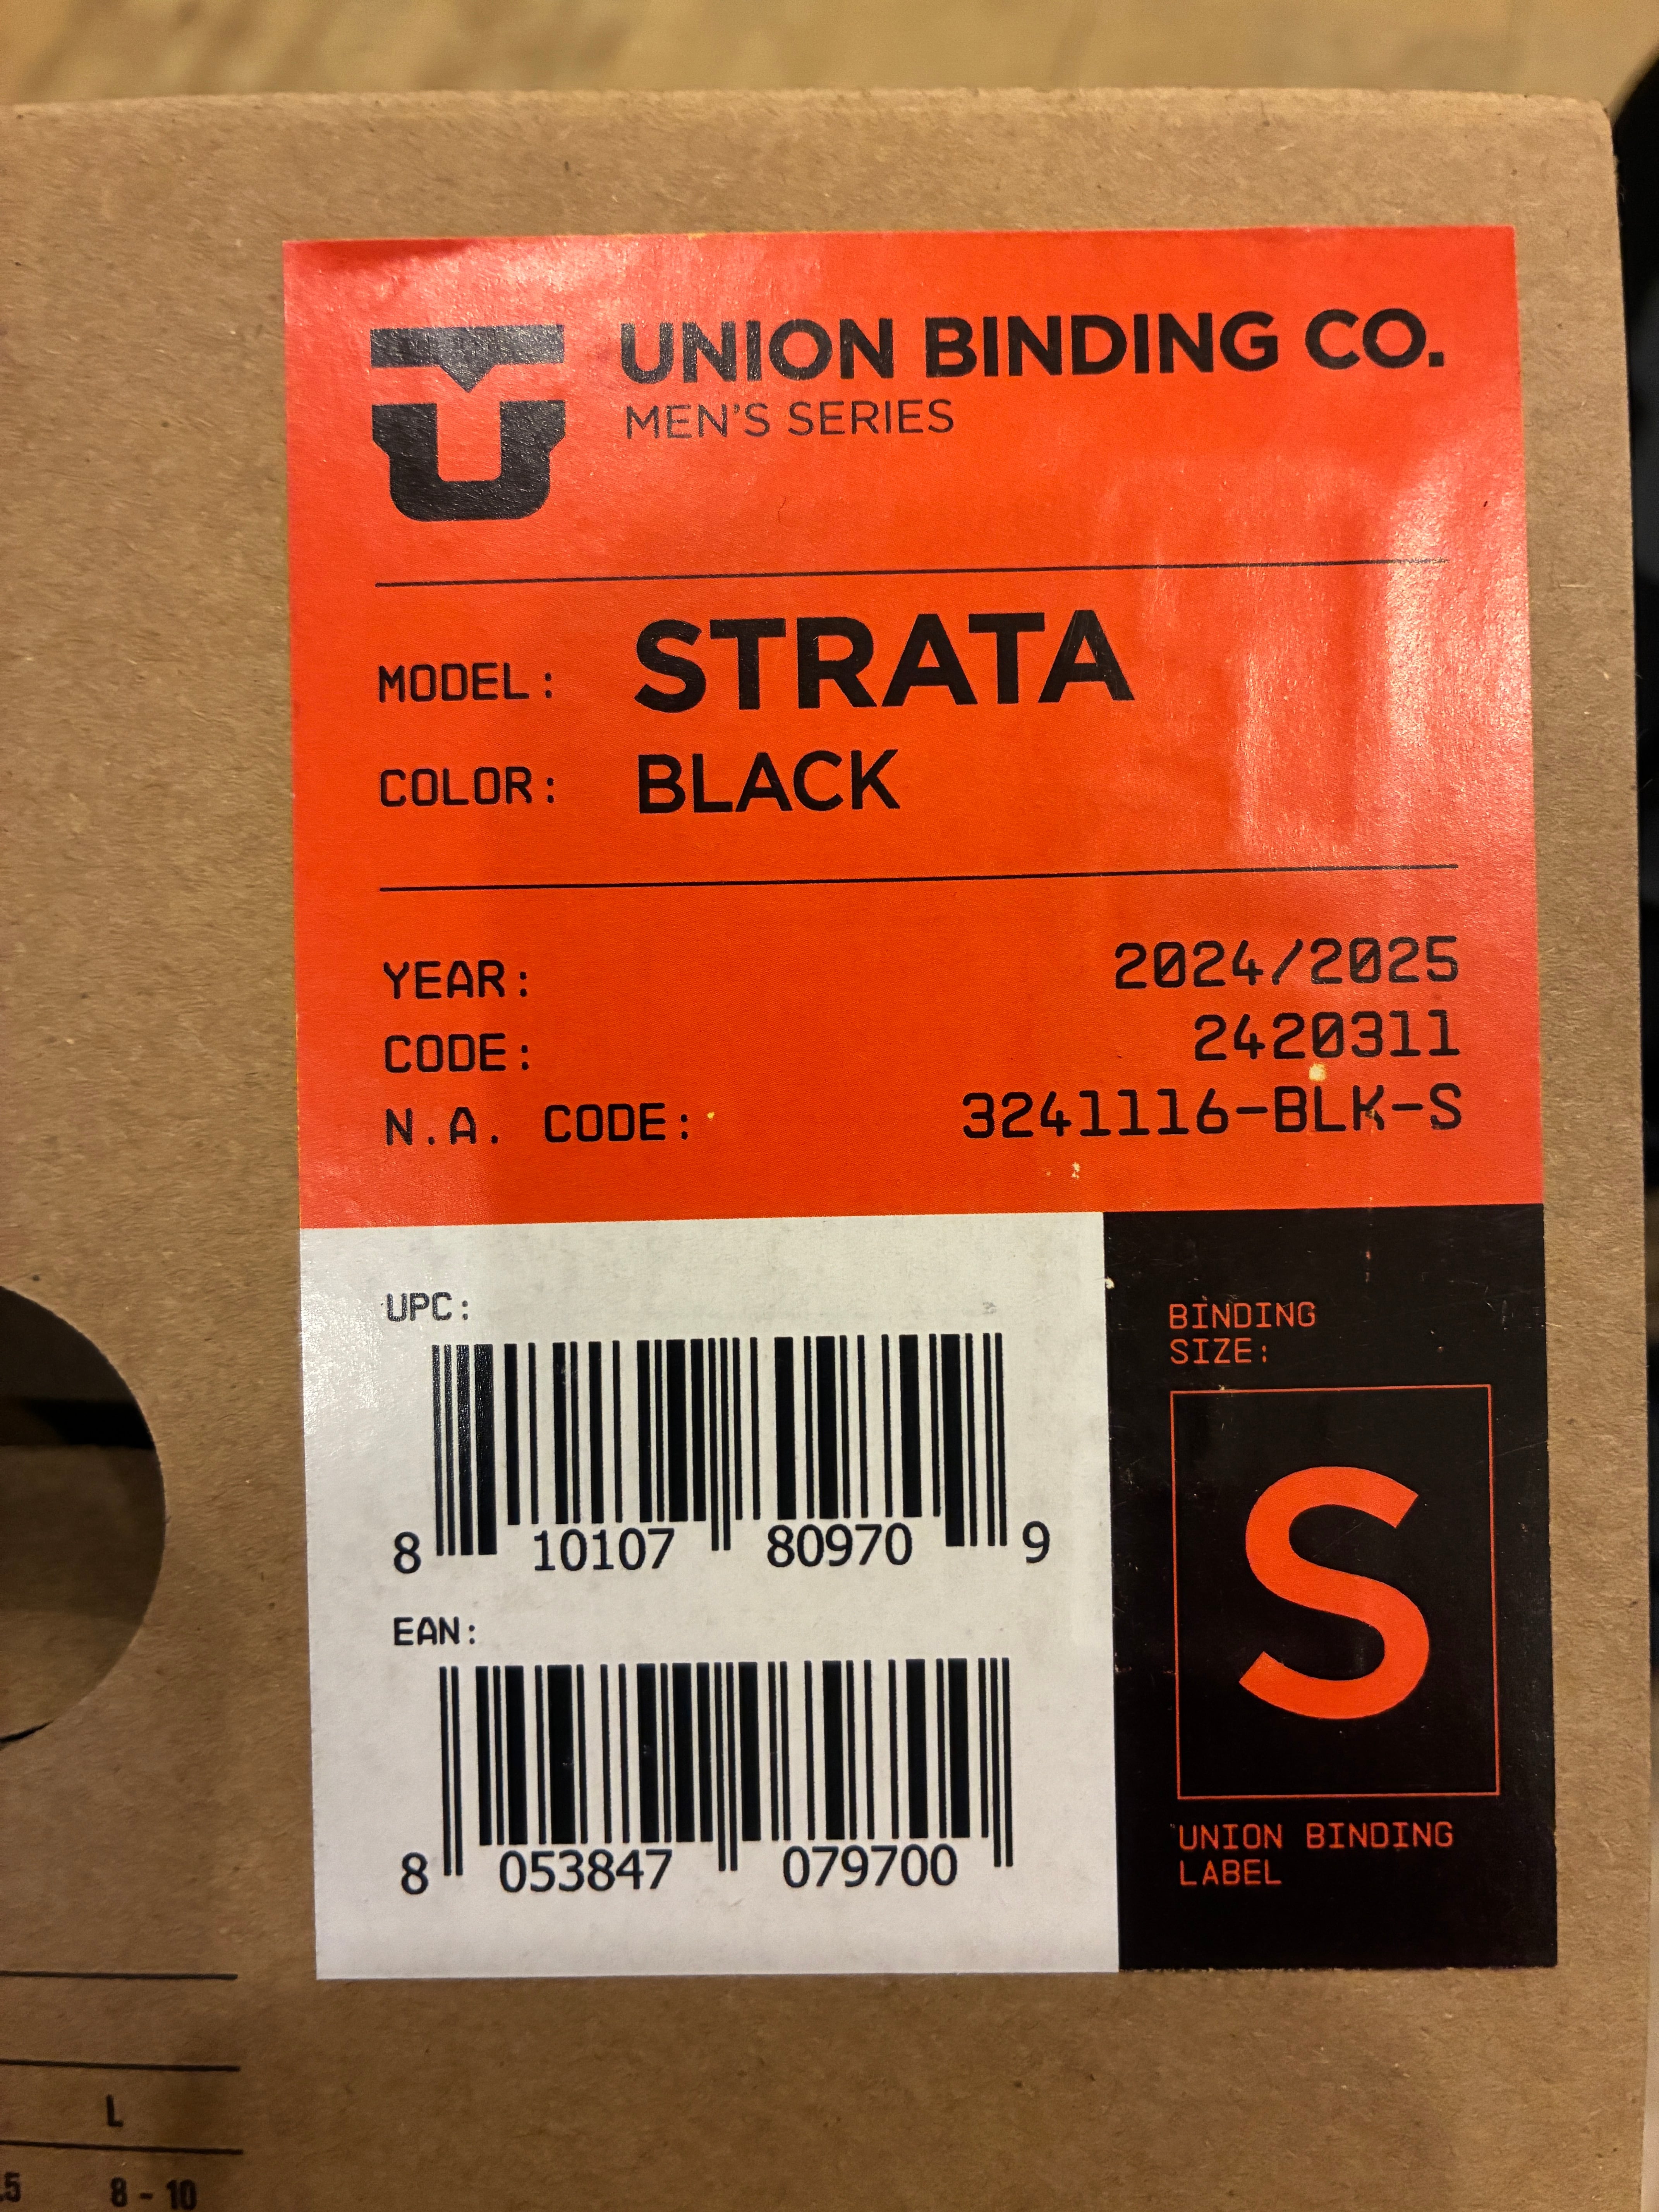 UNION BINDING CO.
MEN'S SERIES
MODEL: STRATA
COLOR: BLACK
YEAR: 2024/2025
CODE: 2420311
N.A. CODE: 3241116-BLK-S
UPC:
8 10107 80970 9
EAN:
8 053847 079700
BINDING
SIZE:
S
UNION BINDING
LABEL
L
.5 8 - 10